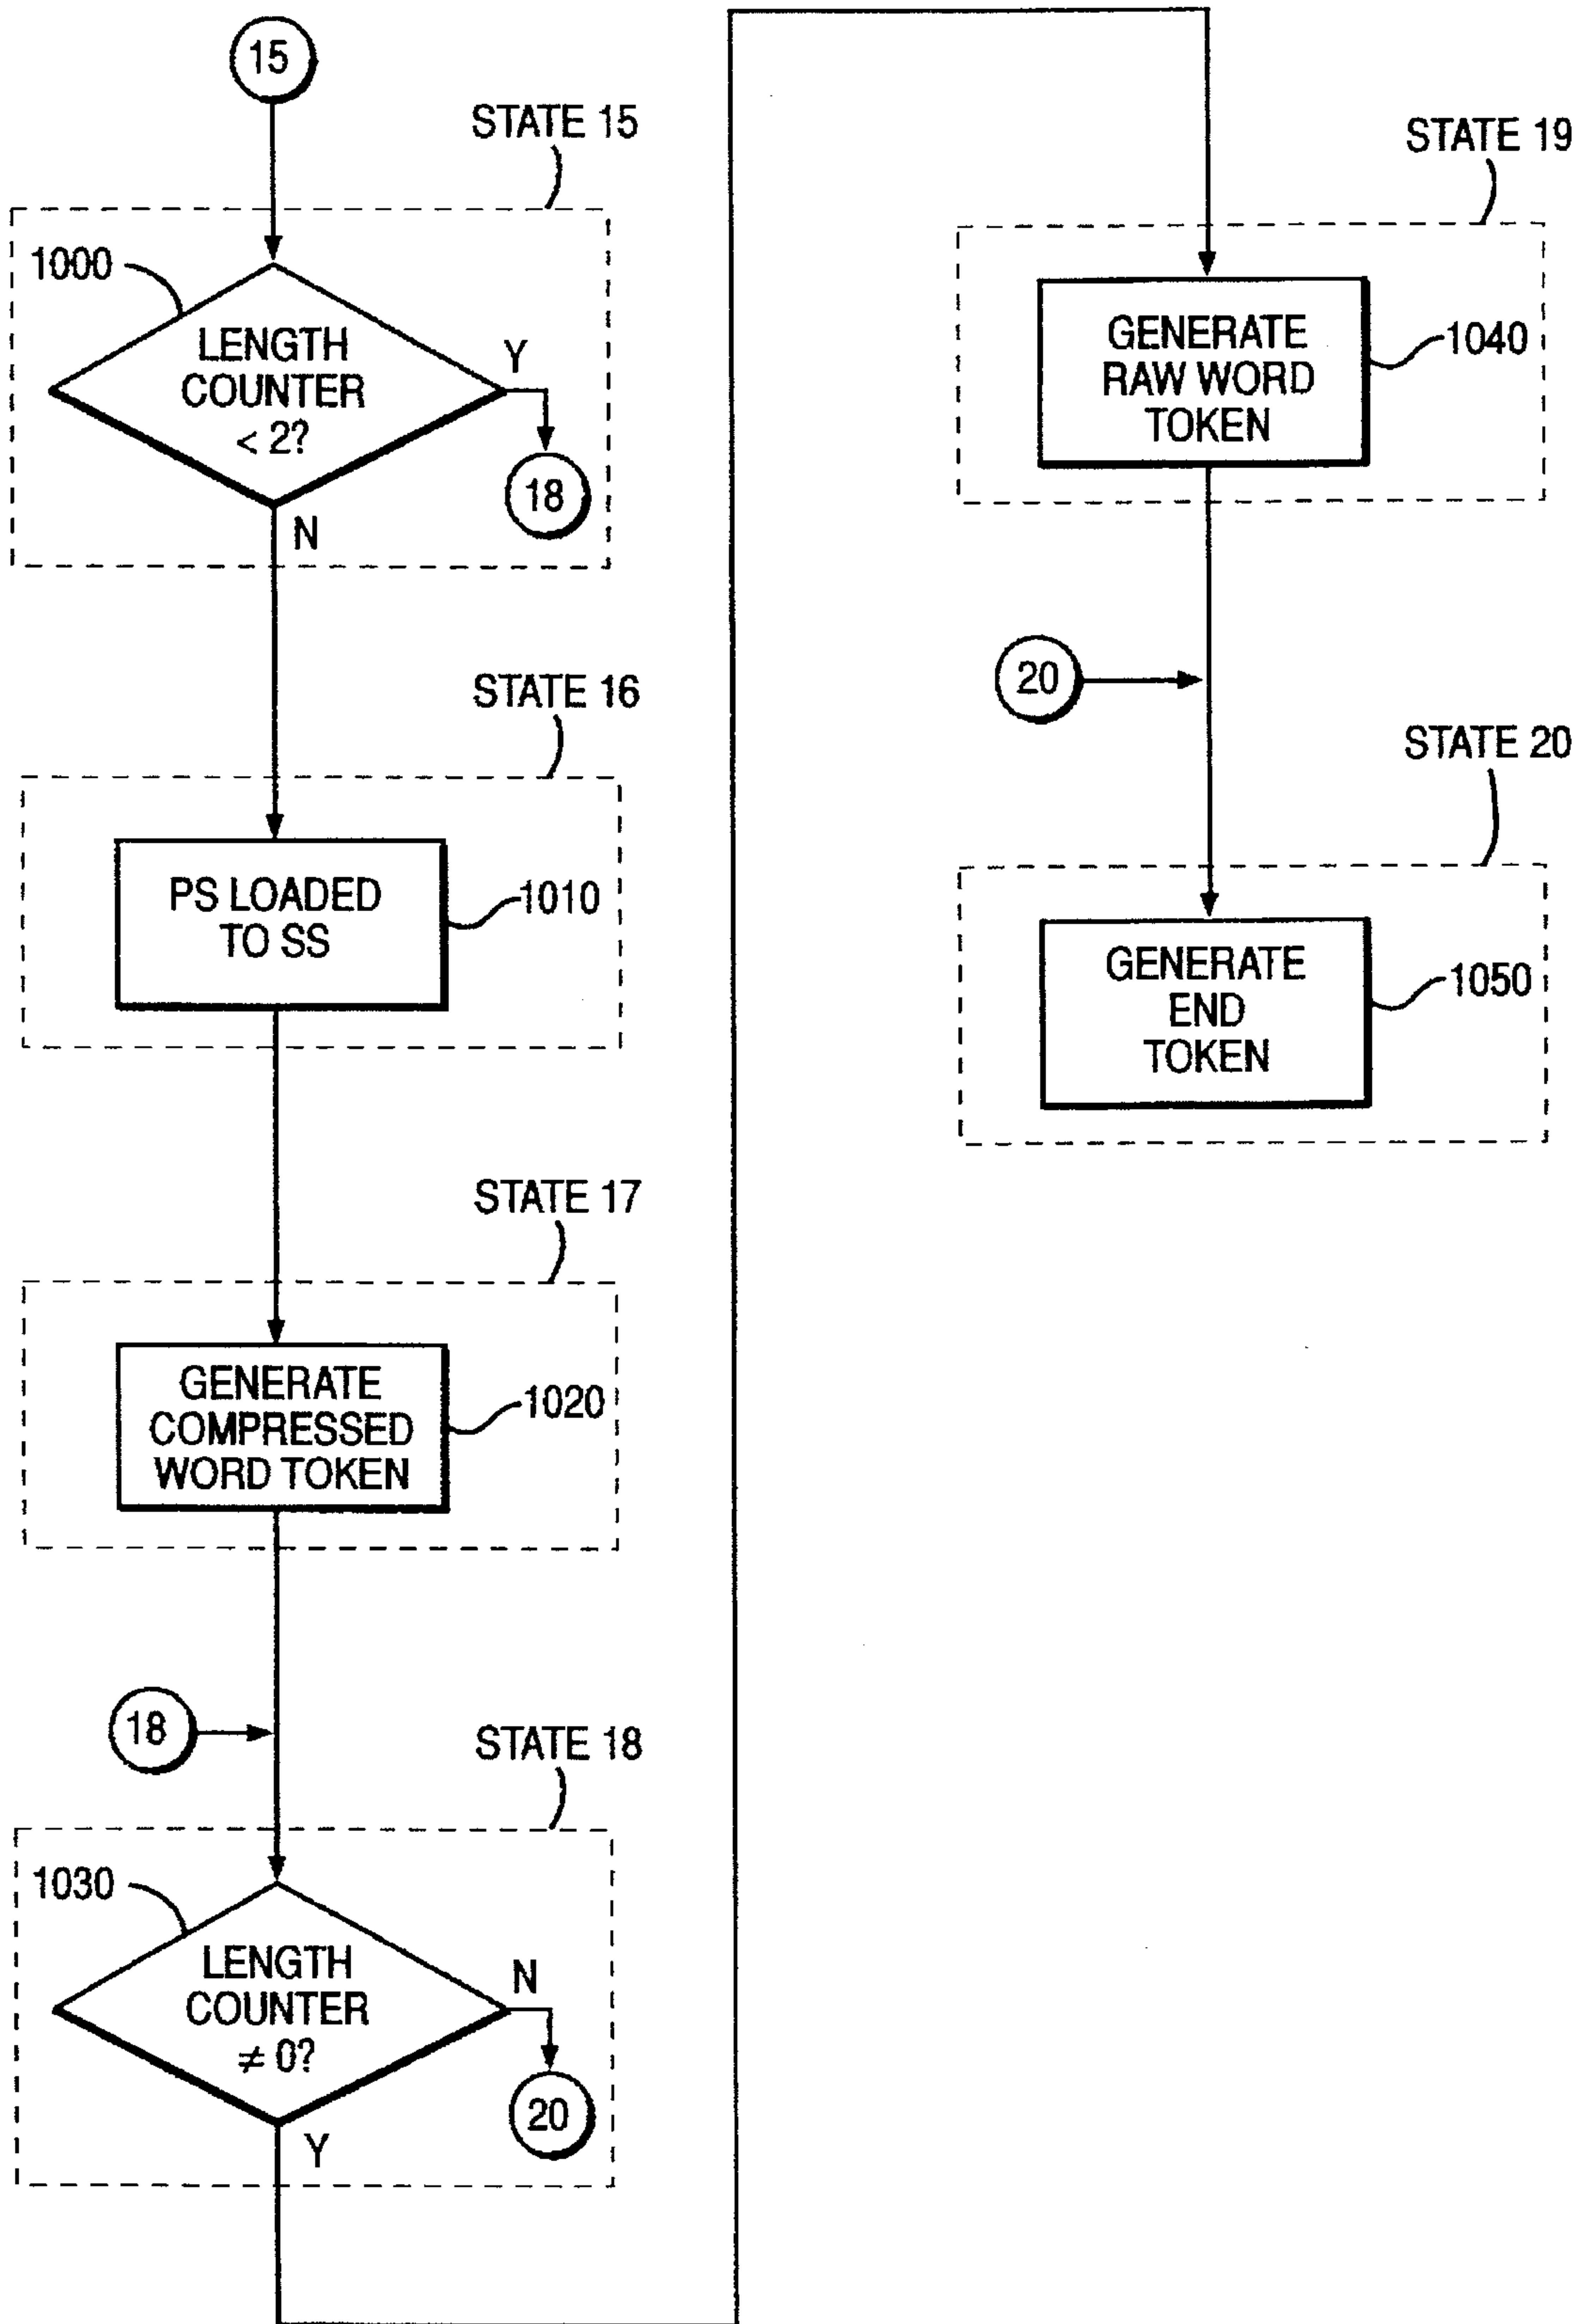 15
STATE 15
1000
LENGTH
COUNTER
< 2?
Y
18
N
STATE 16
PS LOADED
TO SS
1010
STATE 17
GENERATE
COMPRESSED
WORD TOKEN
1020
18
STATE 18
1030
LENGTH
COUNTER
≠ 0?
N
20
Y
STATE 19
GENERATE
RAW WORD
TOKEN
1040
20
STATE 20
GENERATE
END
TOKEN
1050